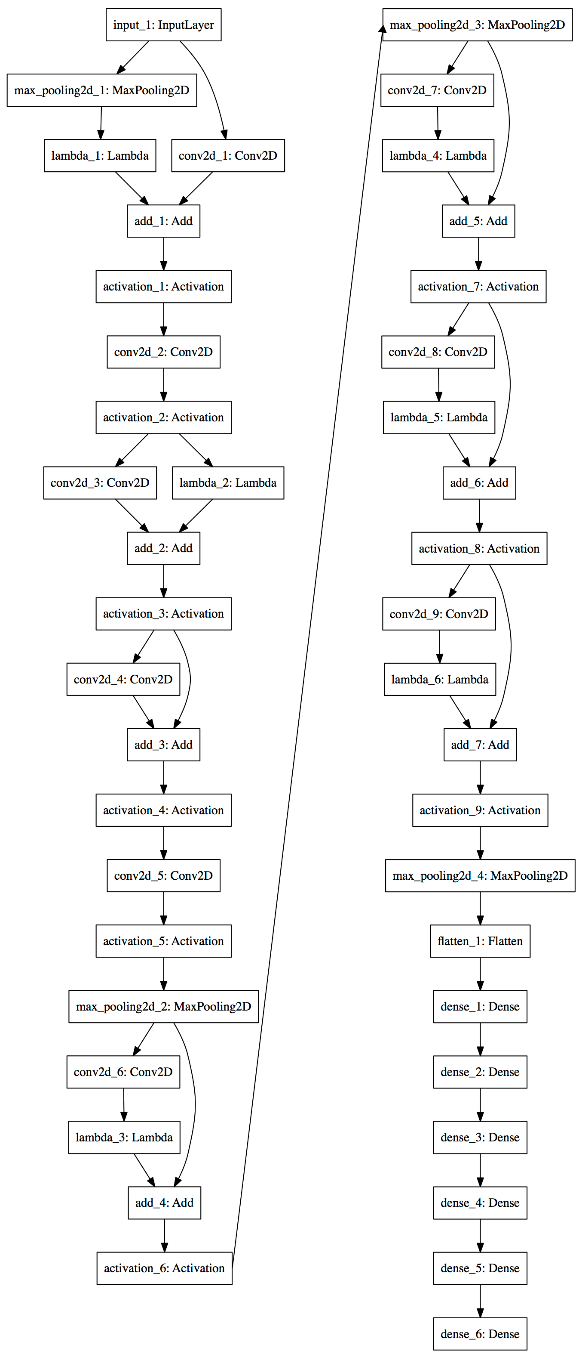 input_1: InputLayer
max_pooling2d_1: MaxPooling2D
lambda_1: Lambda
conv2d_1: Conv2D
add_1: Add
activation_1: Activation
conv2d_2: Conv2D
activation_2: Activation
conv2d_3: Conv2D
lambda_2: Lambda
add_2: Add
activation_3: Activation
conv2d_4: Conv2D
add_3: Add
activation_4: Activation
conv2d_5: Conv2D
activation_5: Activation
max_pooling2d_2: MaxPooling2D
conv2d_6: Conv2D
lambda_3: Lambda
add_4: Add
activation_6: Activation
max_pooling2d_3: MaxPooling2D
conv2d_7: Conv2D
lambda_4: Lambda
add_5: Add
activation_7: Activation
conv2d_8: Conv2D
lambda_5: Lambda
add_6: Add
activation_8: Activation
conv2d_9: Conv2D
lambda_6: Lambda
add_7: Add
activation_9: Activation
max_pooling2d_4: MaxPooling2D
flatten_1: Flatten
dense_1: Dense
dense_2: Dense
dense_3: Dense
dense_4: Dense
dense_5: Dense
dense_6: Dense